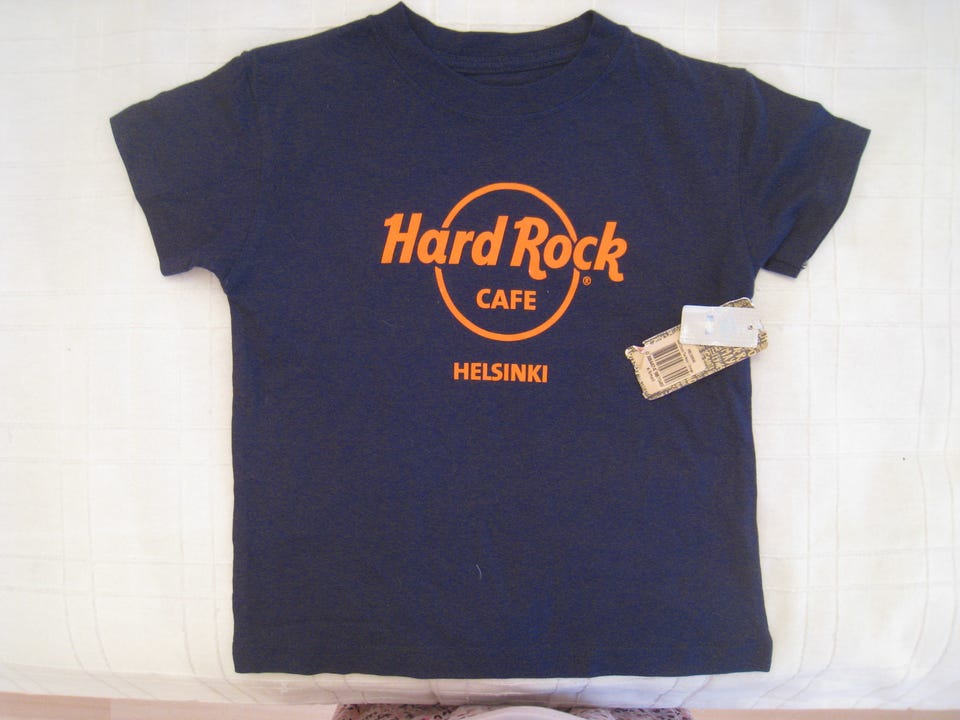 Hard Rock
®
CAFE
HELSINKI